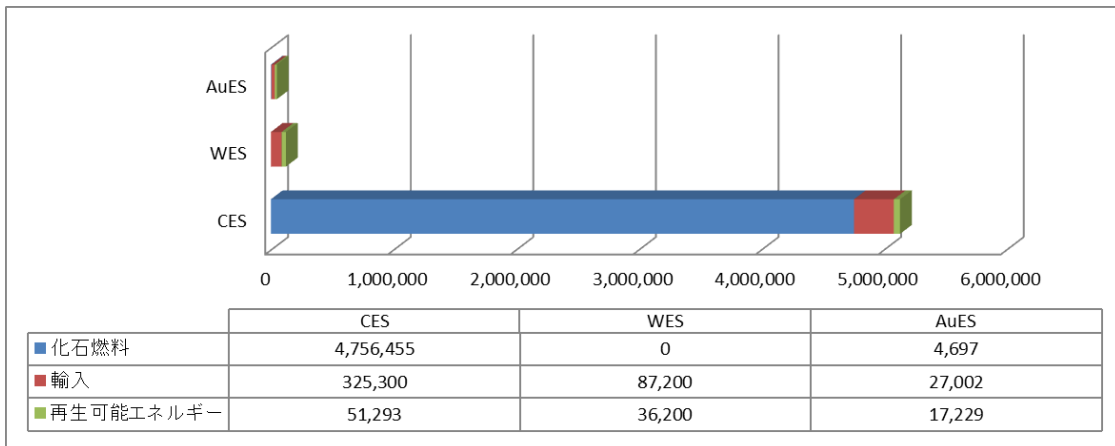 AuES
WES
CES
0 1,000,000 2,000,000 3,000,000 4,000,000 5,000,000 6,000,000
CES WES AuES
化石燃料 4,756,455 0 4,697
輸入 325,300 87,200 27,002
再生可能エネルギー 51,293 36,200 17,229